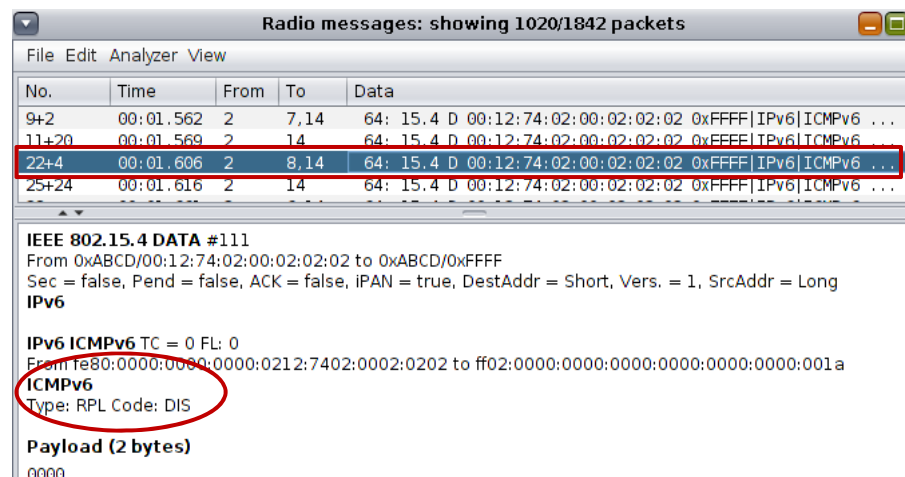 Radio messages: showing 1020/1842 packets
File Edit Analyzer View
No. Time From To Data
9+2 00:01.562 2 7,14 64: 15.4 D 00:12:74:02:00:02:02:02 0xFFFF|IPv6|ICMPv6 ...
11+20 00:01.569 2 14 64: 15.4 D 00:12:74:02:00:02:02:02 0xFFFF|IPv6|ICMPv6 ...
22+4 00:01.606 2 8,14 64: 15.4 D 00:12:74:02:00:02:02:02 0xFFFF|IPv6|ICMPv6 ...
25+24 00:01.616 2 14 64: 15.4 D 00:12:74:02:00:02:02:02 0xFFFF|IPv6|ICMPv6 ...
IEEE 802.15.4 DATA #111
From 0xABCD/00:12:74:02:00:02:02:02 to 0xABCD/0xFFFF
Sec = false, Pend = false, ACK = false, iPAN = true, DestAddr = Short, Vers. = 1, SrcAddr = Long
IPv6
IPv6 ICMPv6 TC = 0 FL: 0
From fe80:0000:0000:0000:0212:7402:0002:0202 to ff02:0000:0000:0000:0000:0000:0000:001a
ICMPv6
Type: RPL Code: DIS
Payload (2 bytes)
0000